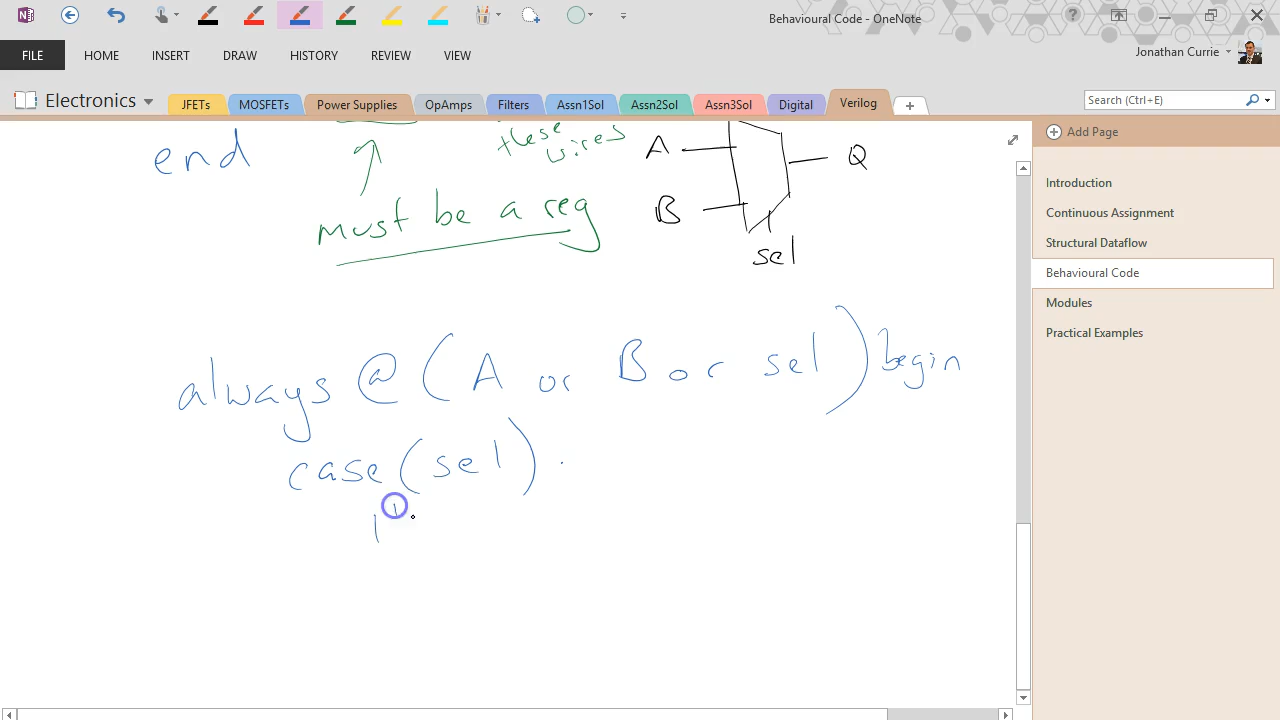 Behavioural Code - OneNote
?
FILE HOME INSERT DRAW HISTORY REVIEW VIEW
Jonathan Currie
Electronics
JFETs MOSFETs Power Supplies OpAmps Filters Assn1Sol Assn2Sol Assn3Sol Digital Verilog
Search (Ctrl+E)
Add Page
Introduction
Continuous Assignment
Structural Dataflow
Behavioural Code
Modules
Practical Examples
these
wires
end
A
Q
must be a reg
B
sel
always @ (A or B or sel) begin
case (sel)
1'